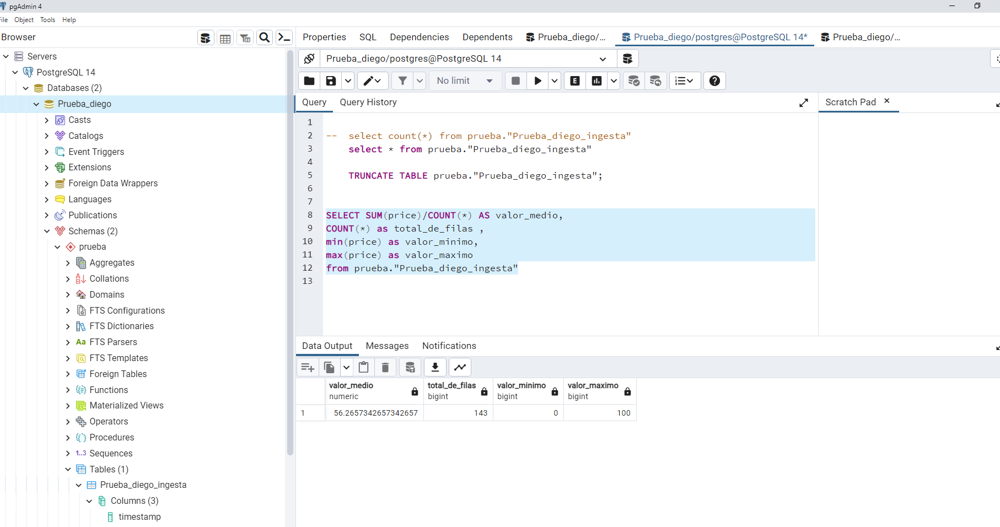 pgAdmin 4
File Object Tools Help
Browser
Properties SQL Dependencies Dependents Prueba_diego/... Prueba_diego/postgres@PostgreSQL 14* Prueba_diego/...
Servers
PostgreSQL 14
Databases (2)
Prueba_diego
Casts
Catalogs
Event Triggers
Extensions
Foreign Data Wrappers
Languages
Publications
Schemas (2)
prueba
Aggregates
Collations
Domains
FTS Configurations
FTS Dictionaries
Aa FTS Parsers
FTS Templates
Foreign Tables
Functions
Materialized Views
Operators
Procedures
1..3 Sequences
Tables (1)
Prueba_diego_ingesta
Columns (3)
timestamp
Prueba_diego/postgres@PostgreSQL 14
No limit E
Query Query History Scratch Pad
1
2 -- select count(*) from prueba."Prueba_diego_ingesta"
3 select * from prueba."Prueba_diego_ingesta"
4
5 TRUNCATE TABLE prueba."Prueba_diego_ingesta";
6
7
8 SELECT SUM(price)/COUNT(*) AS valor_medio,
9 COUNT(*) as total_de_filas ,
10 min(price) as valor_minimo,
11 max(price) as valor_maximo
12 from prueba."Prueba_diego_ingesta"
13
Data Output Messages Notifications
valor_medio total_de_filas valor_minimo valor_maximo
numeric bigint bigint bigint
1 56.2657342657342657 143 0 100